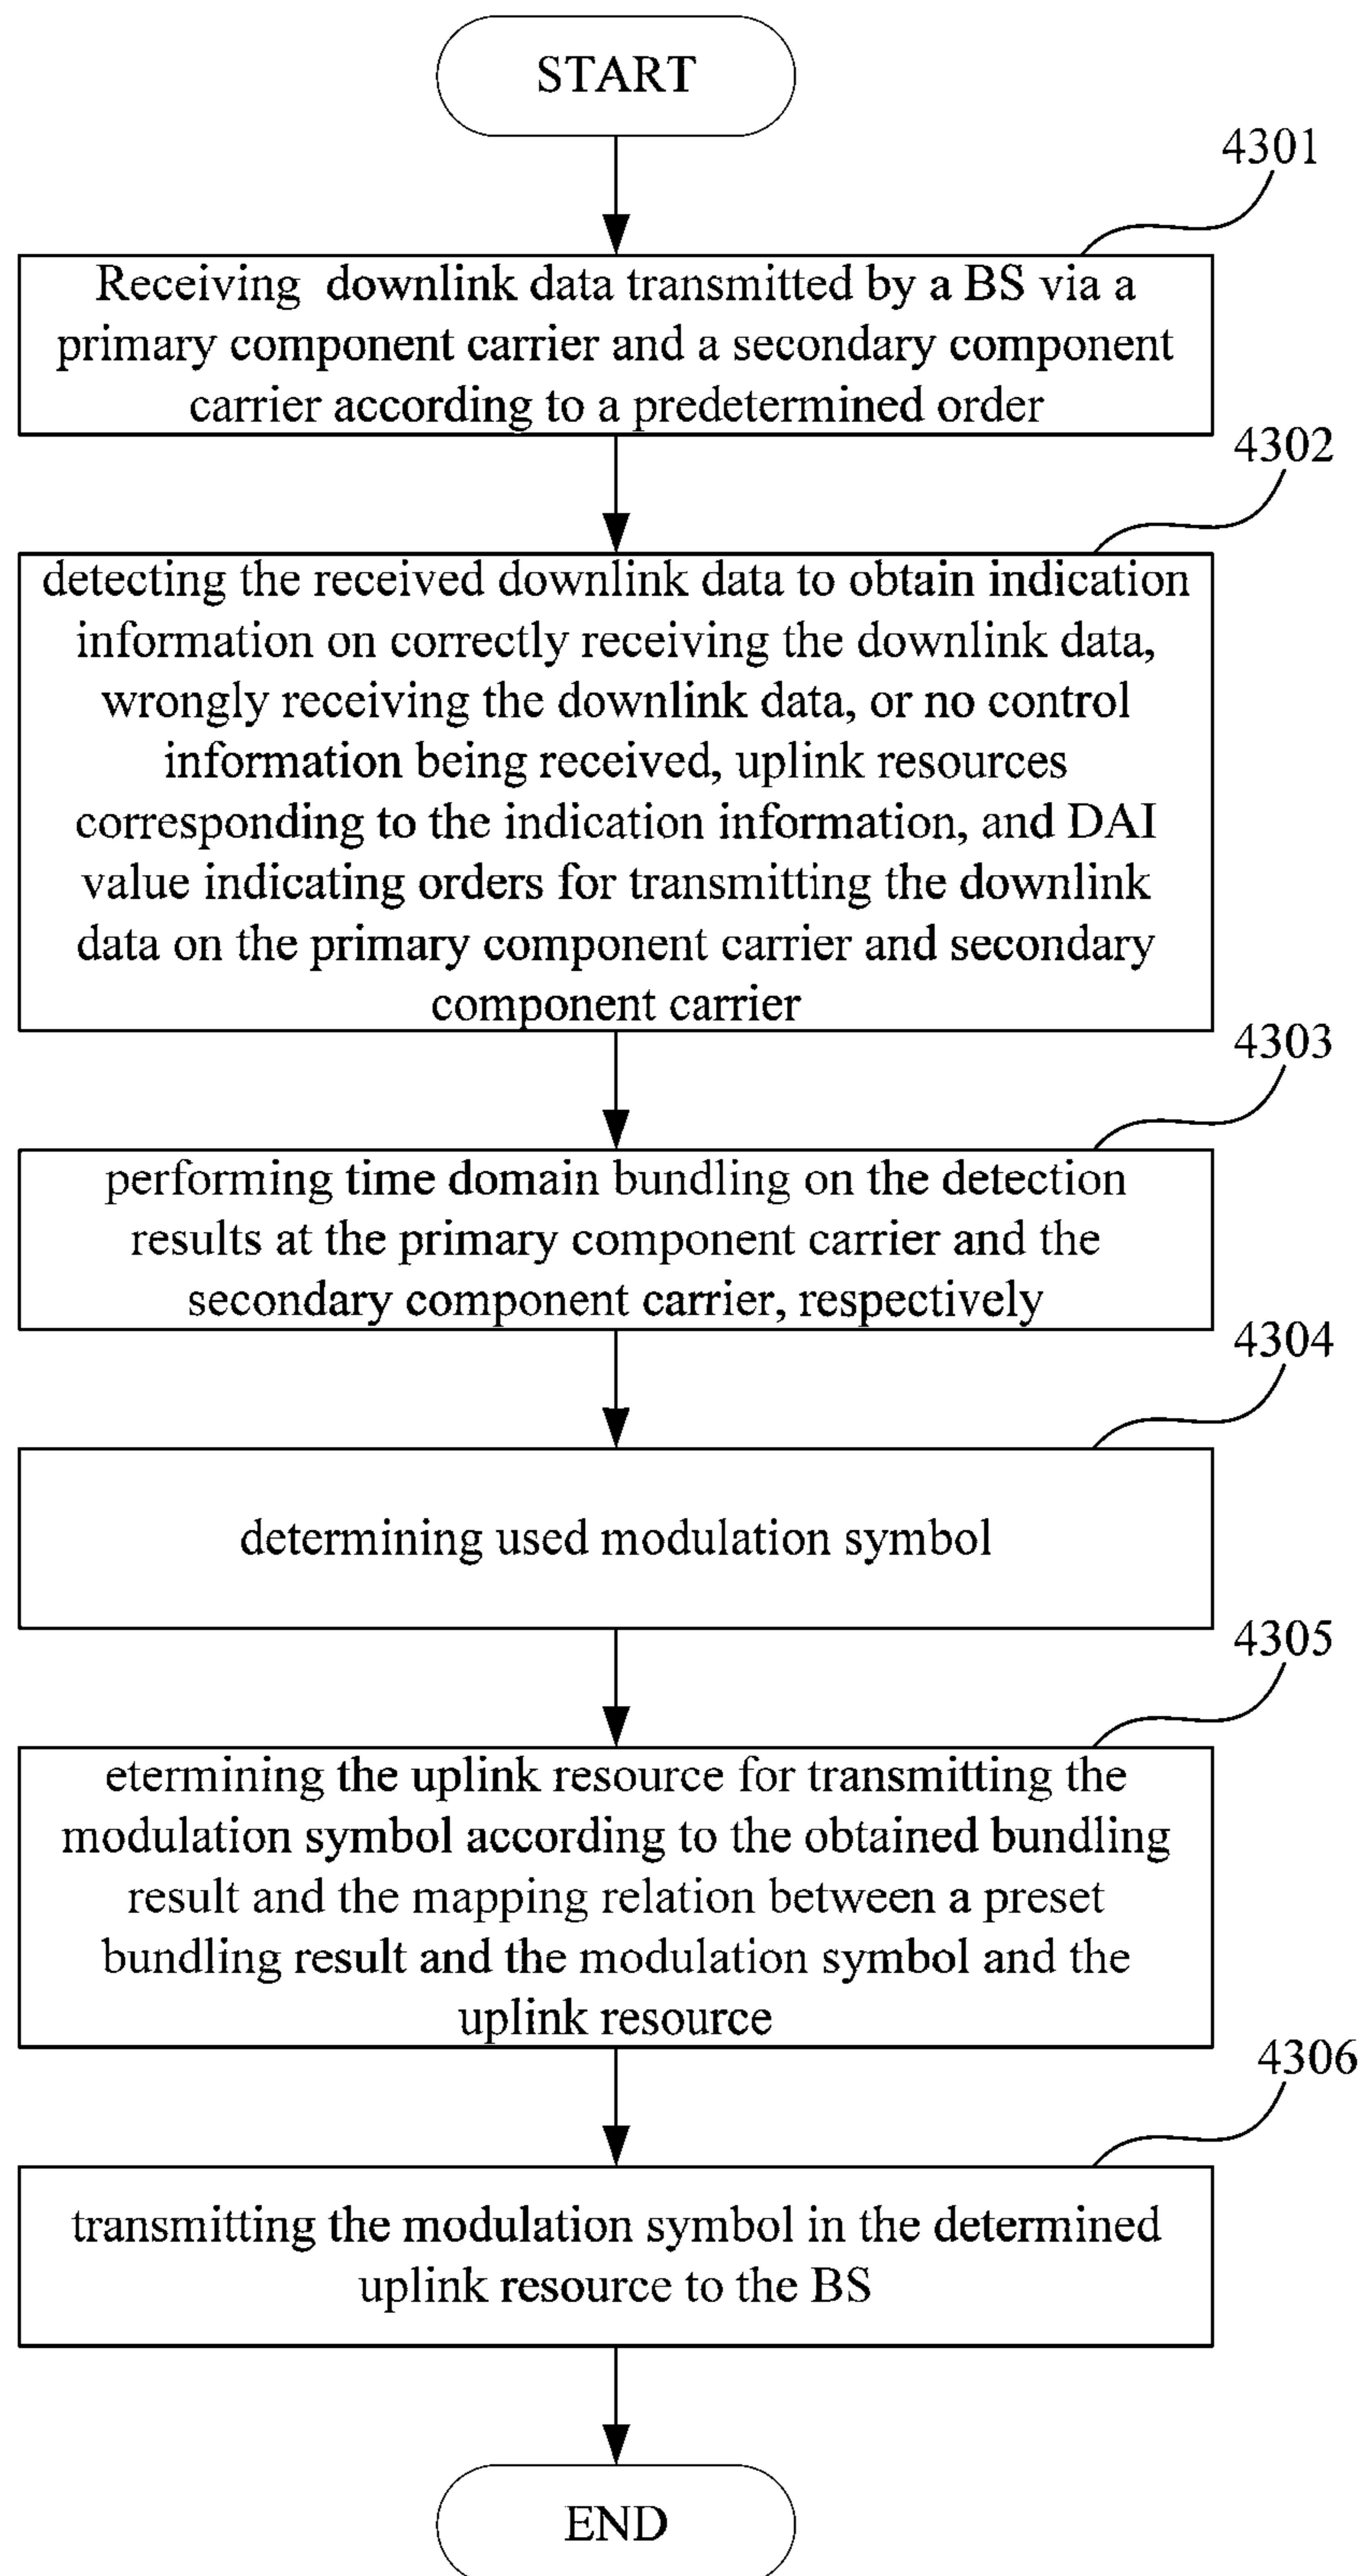 START
4301
Receiving downlink data transmitted by a BS via a
primary component carrier and a secondary component
carrier according to a predetermined order
4302
detecting the received downlink data to obtain indication
information on correctly receiving the downlink data,
wrongly receiving the downlink data, or no control
information being received, uplink resources
corresponding to the indication information, and DAI
value indicating orders for transmitting the downlink
data on the primary component carrier and secondary
component carrier
4303
performing time domain bundling on the detection
results at the primary component carrier and the
secondary component carrier, respectively
4304
determining used modulation symbol
4305
etermining the uplink resource for transmitting the
modulation symbol according to the obtained bundling
result and the mapping relation between a preset
bundling result and the modulation symbol and the
uplink resource
4306
transmitting the modulation symbol in the determined
uplink resource to the BS
END